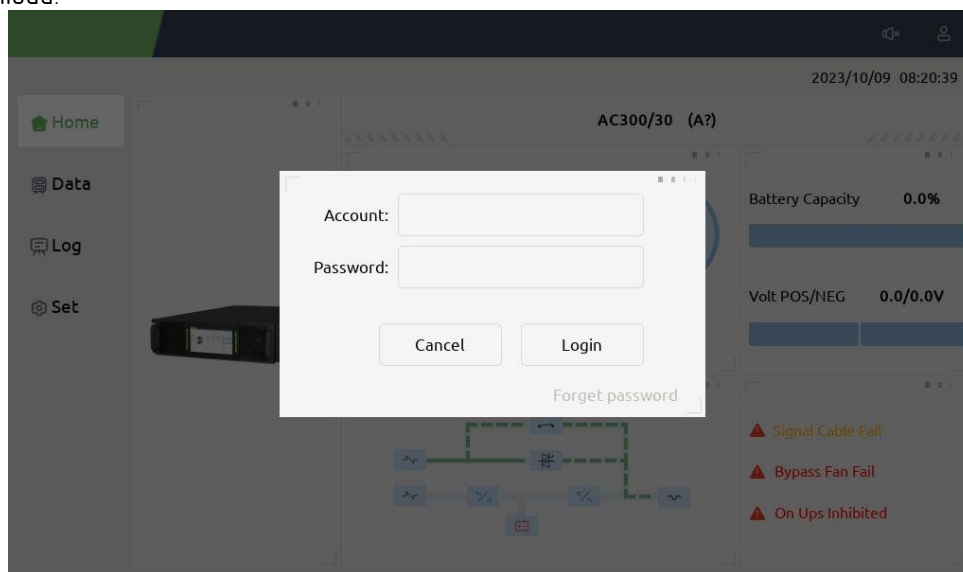 2023/10/09 08:20:39
Home
AC300/30 (A?)
Data
Battery Capacity 0.0%
Account:
Log
Password:
Set
Volt POS/NEG 0.0/0.0V
Cancel Login
Forget password
Signal Cable Fail
Bypass Fan Fail
On Ups Inhibited